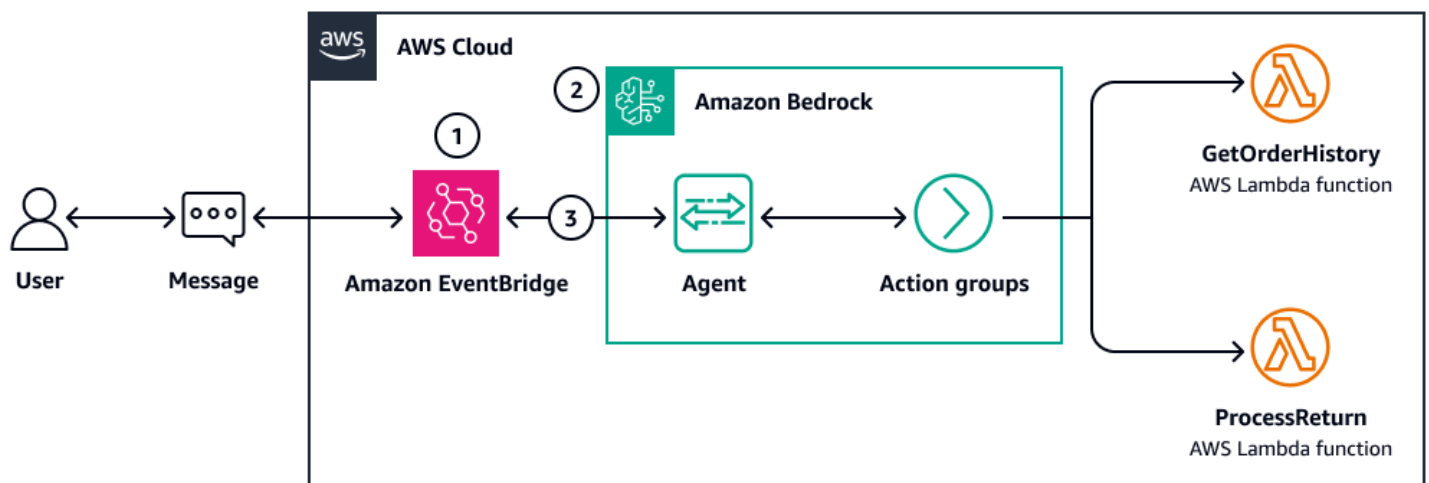 aws
AWS Cloud
2
Amazon Bedrock
1
GetOrderHistory
AWS Lambda function
3
User
Message
Amazon EventBridge
Agent
Action groups
ProcessReturn
AWS Lambda function